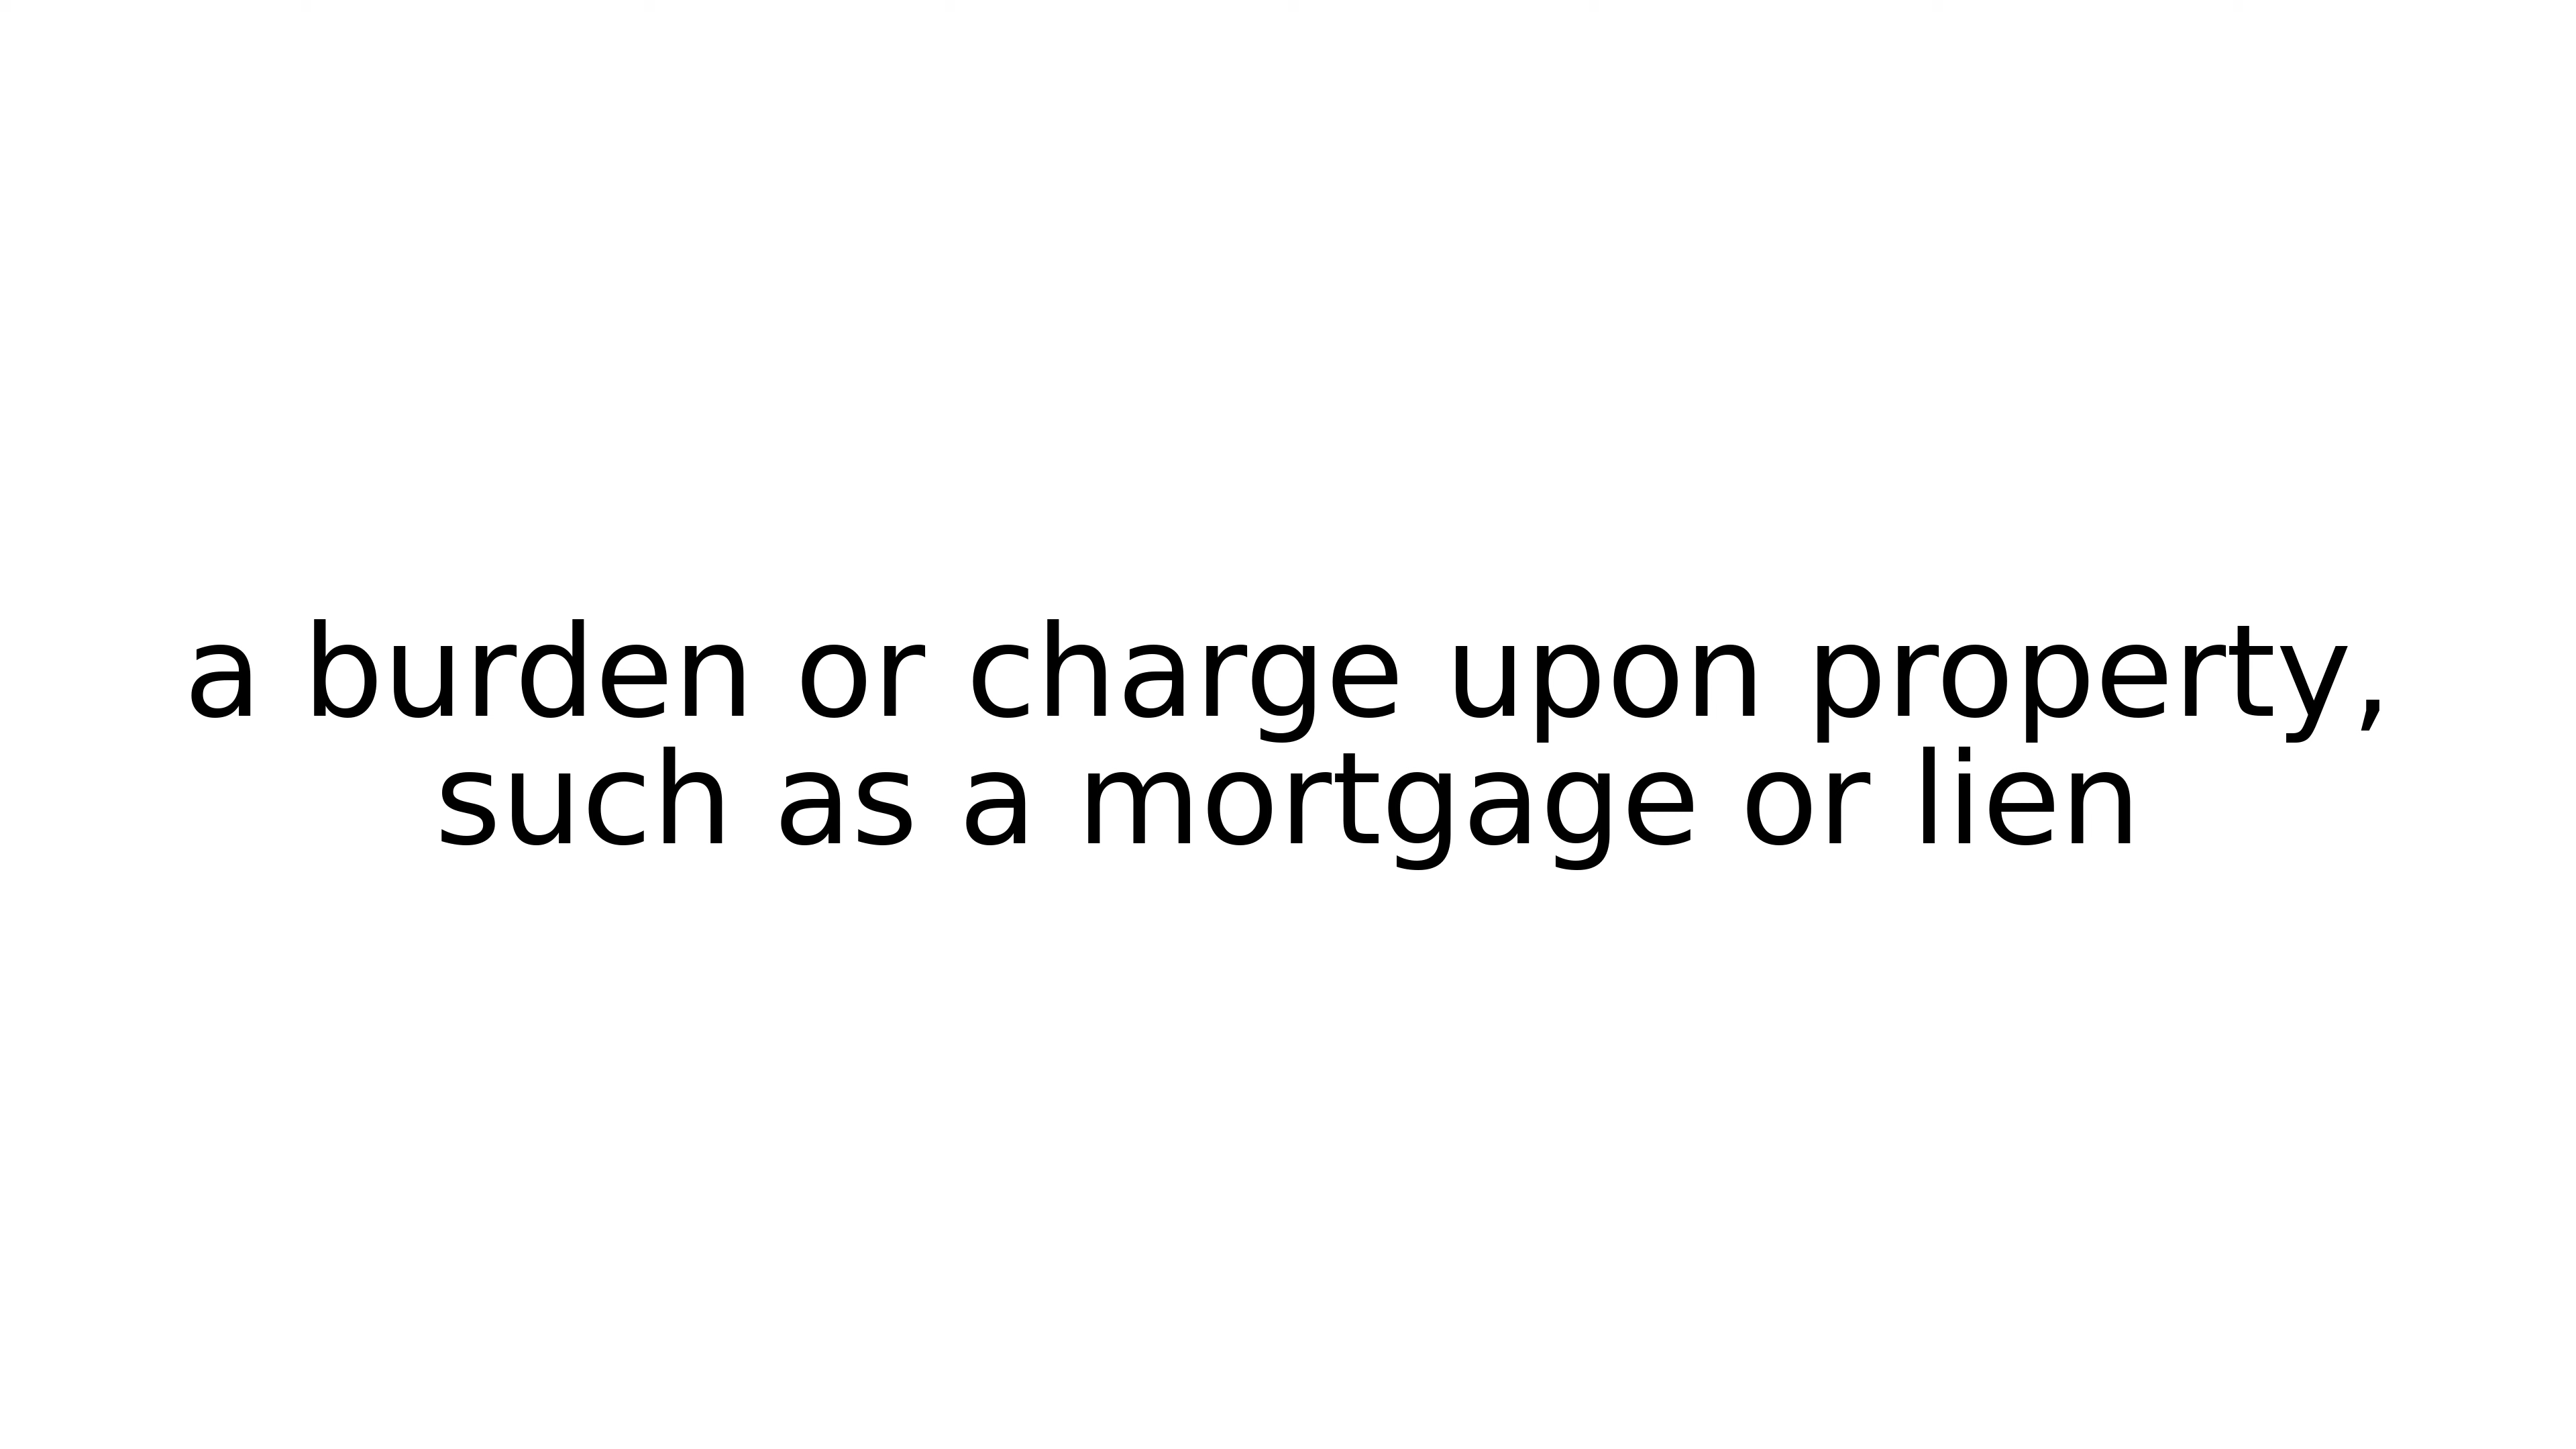 a burden or charge upon property,
such as a mortgage or lien